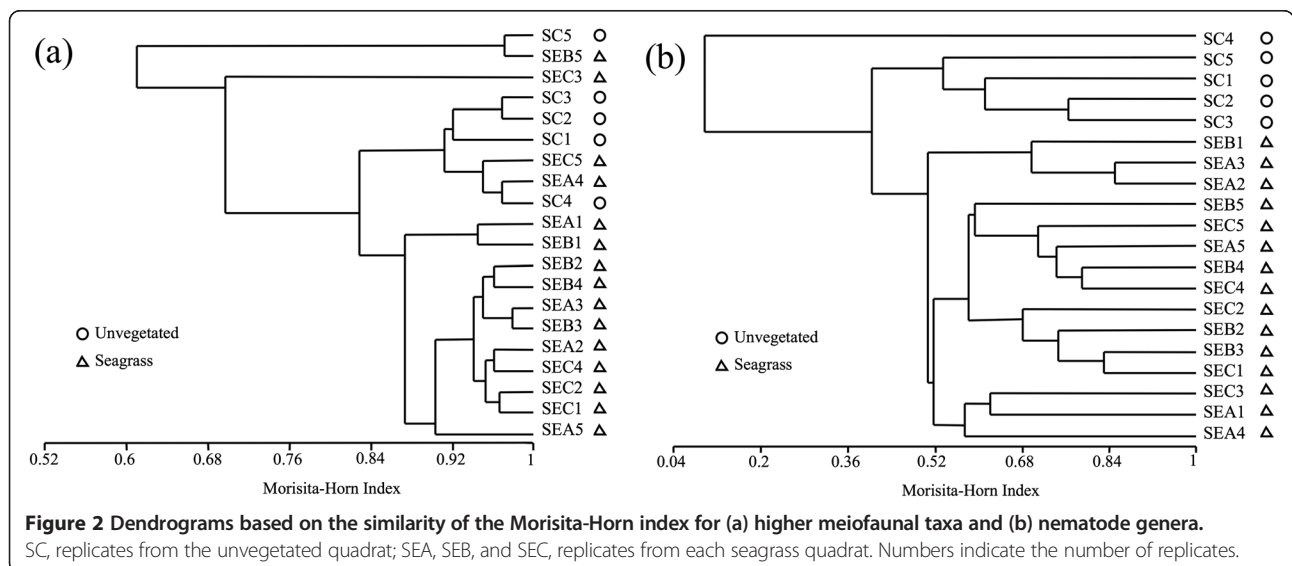 (a)
SC5
SEB5
SEC3
SC3
SC2
SC1
SEC5
SEA4
SC4
SEA1
SEB1
SEB2
SEB4
SEA3
SEB3
SEA2
SEC4
SEC2
SEC1
SEA5
Unvegetated
Seagrass
0.52 0.6 0.68 0.76 0.84 0.92 1
Morisita-Horn Index
(b)
SC4
SC5
SC1
SC2
SC3
SEB1
SEA3
SEA2
SEB5
SEC5
SEA5
SEB4
SEC4
SEC2
SEB2
SEB3
SEC1
SEC3
SEA1
SEA4
Unvegetated
Seagrass
0.04 0.2 0.36 0.52 0.68 0.84 1
Morisita-Horn Index
Figure 2 Dendrograms based on the similarity of the Morisita-Horn index for (a) higher meiofaunal taxa and (b) nematode genera.
SC, replicates from the unvegetated quadrat; SEA, SEB, and SEC, replicates from each seagrass quadrat. Numbers indicate the number of replicates.